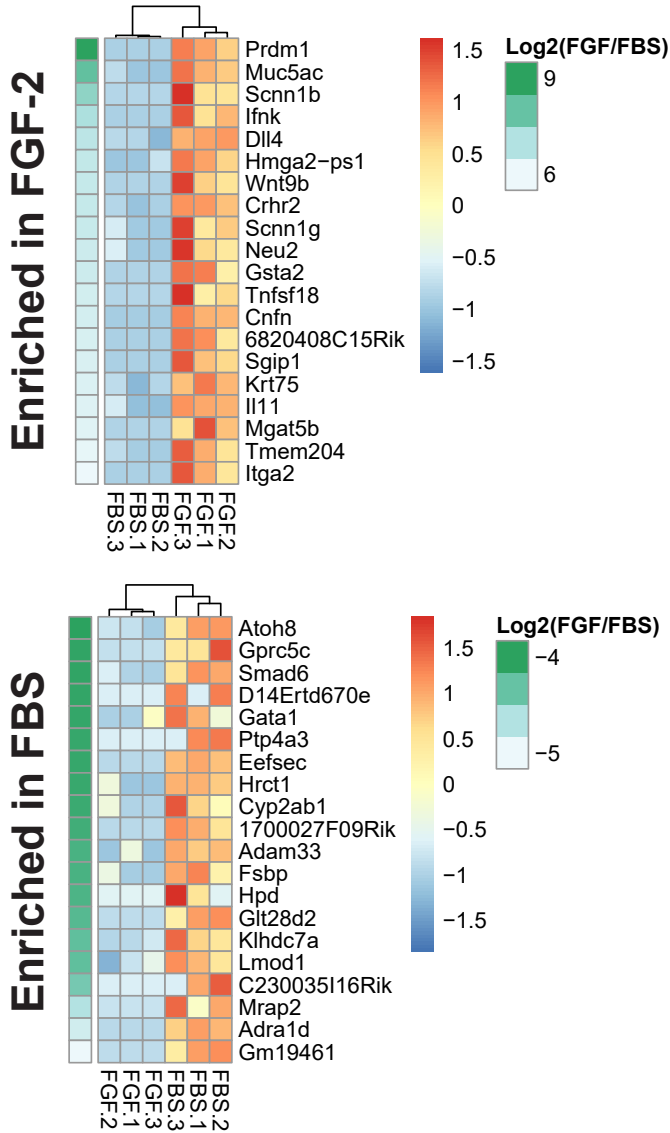 Enriched in FGF-2
Prdm1
Muc5ac
Scnn1b
Ifnk
Dll4
Hmga2−ps1
Wnt9b
Crhr2
Scnn1g
Neu2
Gsta2
Tnfsf18
Cnfn
6820408C15Rik
Sgip1
Krt75
Il11
Mgat5b
Tmem204
Itga2
FBS.3
FBS.1
FBS.2
FGF.3
FGF.1
FGF.2
1.5
1
0.5
0
−0.5
−1
−1.5
Log2(FGF/FBS)
9
6
Enriched in FBS
Atoh8
Gprc5c
Smad6
D14Ertd670e
Gata1
Ptp4a3
Eefsec
Hrct1
Cyp2ab1
1700027F09Rik
Adam33
Fsbp
Hpd
Glt28d2
Klhdc7a
Lmod1
C230035I16Rik
Mrap2
Adra1d
Gm19461
FGF.2
FGF.1
FGF.3
FBS.3
FBS.1
FBS.2
1.5
1
0.5
0
−0.5
−1
−1.5
Log2(FGF/FBS)
−4
−5